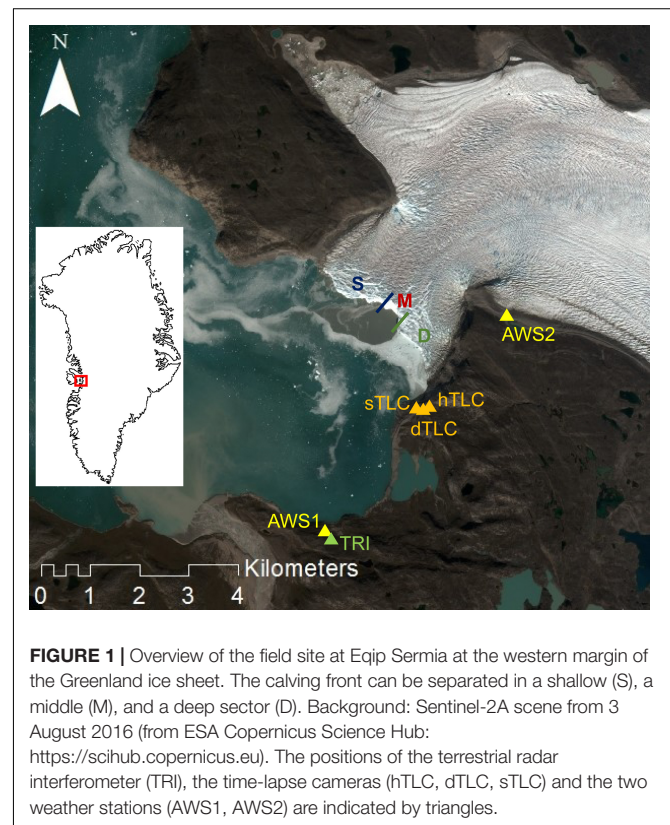 N
S
M
D
AWS2
sTLC
hTLC
dTLC
AWS1
TRI
Kilometers
0 1 2 3 4
FIGURE 1 | Overview of the field site at Eqip Sermia at the western margin of
the Greenland ice sheet. The calving front can be separated in a shallow (S), a
middle (M), and a deep sector (D). Background: Sentinel-2A scene from 3
August 2016 (from ESA Copernicus Science Hub:
https://scihub.copernicus.eu). The positions of the terrestrial radar
interferometer (TRI), the time-lapse cameras (hTLC, dTLC, sTLC) and the two
weather stations (AWS1, AWS2) are indicated by triangles.